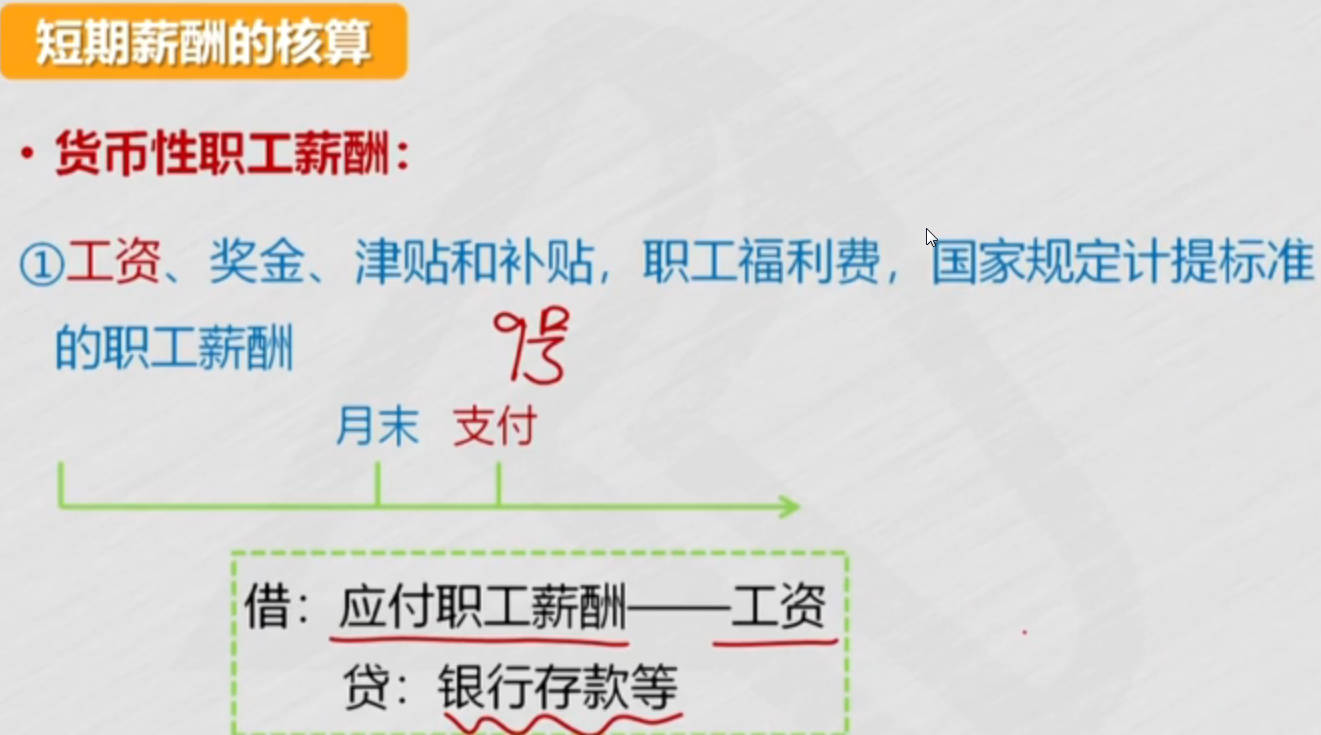 短期薪酬的核算
• 货币性职工薪酬：
①工资、奖金、津贴和补贴，职工福利费，国家规定计提标准
的职工薪酬
9号
月末 支付
借：应付职工薪酬——工资
贷：银行存款等